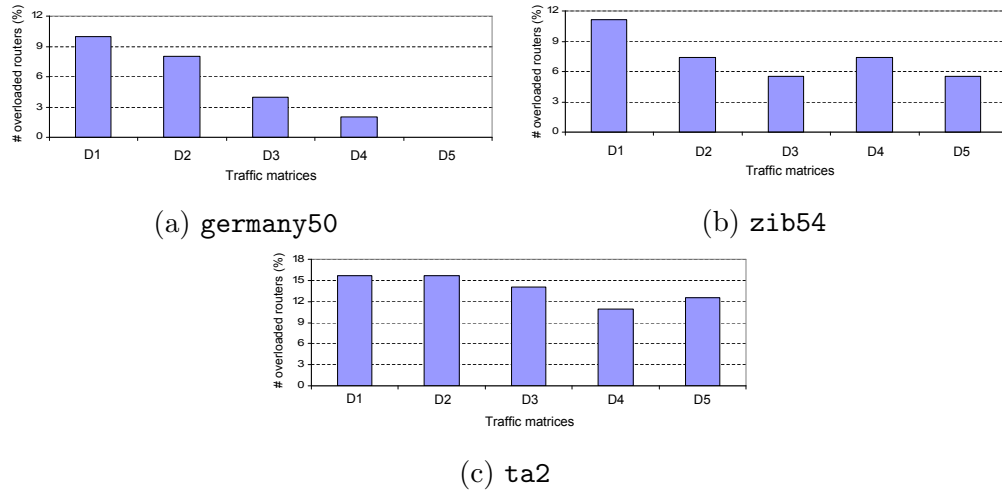 # overloaded routers (%)
12
9
6
3
0
D1 D2 D3 D4 D5
Traffic matrices
(a) germany50
# overloaded routers (%)
12
9
6
3
0
D1 D2 D3 D4 D5
Traffic matrices
(b) zib54
# overloaded routers (%)
18
15
12
9
6
3
0
D1 D2 D3 D4 D5
Traffic matrices
(c) ta2